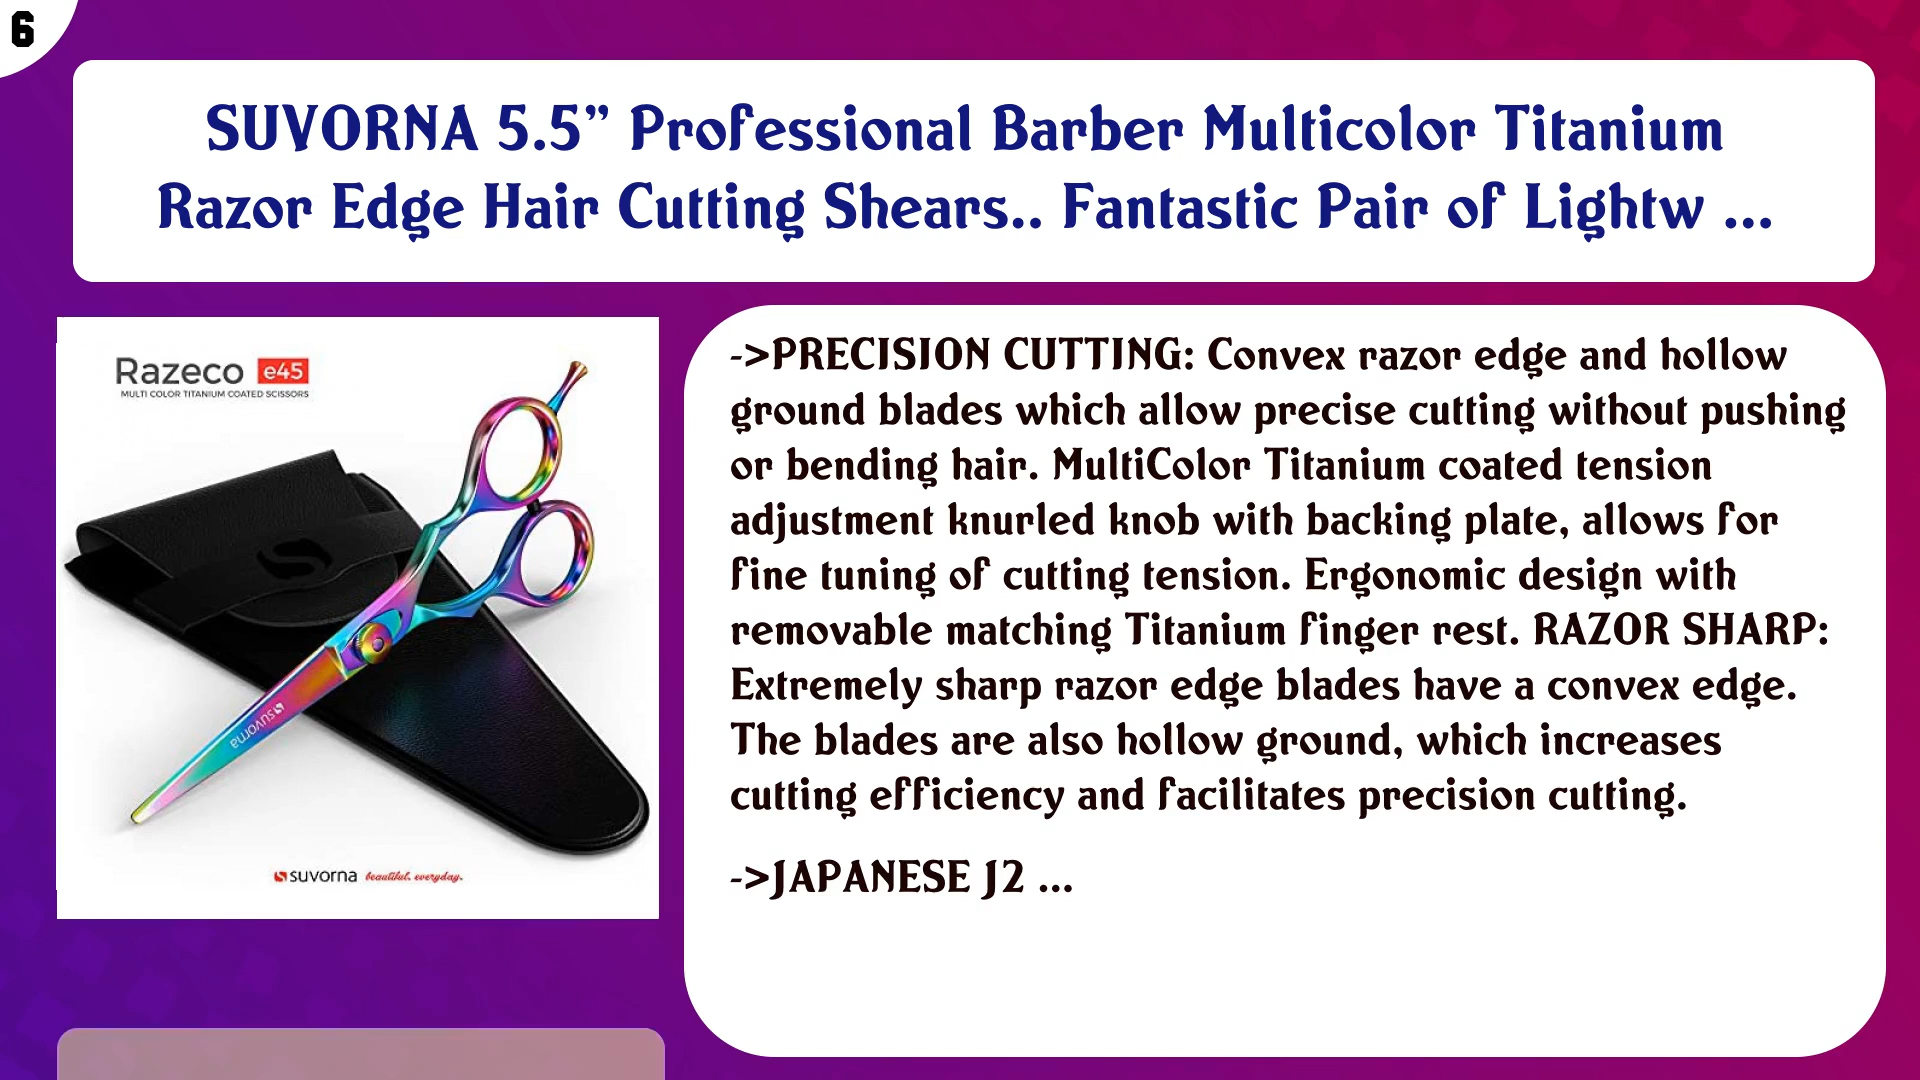 6
SUVORNA 5.5” Professional Barber Multicolor Titanium
Razor Edge Hair Cutting Shears.. Fantastic Pair of Lightw ...
Razeco e45
MULTI COLOR TITANIUM COATED SCISSORS
suvorna
suvorna beautiful. everyday.
->PRECISION CUTTING: Convex razor edge and hollow
ground blades which allow precise cutting without pushing
or bending hair. MultiColor Titanium coated tension
adjustment knurled knob with backing plate, allows for
fine tuning of cutting tension. Ergonomic design with
removable matching Titanium finger rest. RAZOR SHARP:
Extremely sharp razor edge blades have a convex edge.
The blades are also hollow ground, which increases
cutting efficiency and facilitates precision cutting.
->JAPANESE J2 ...